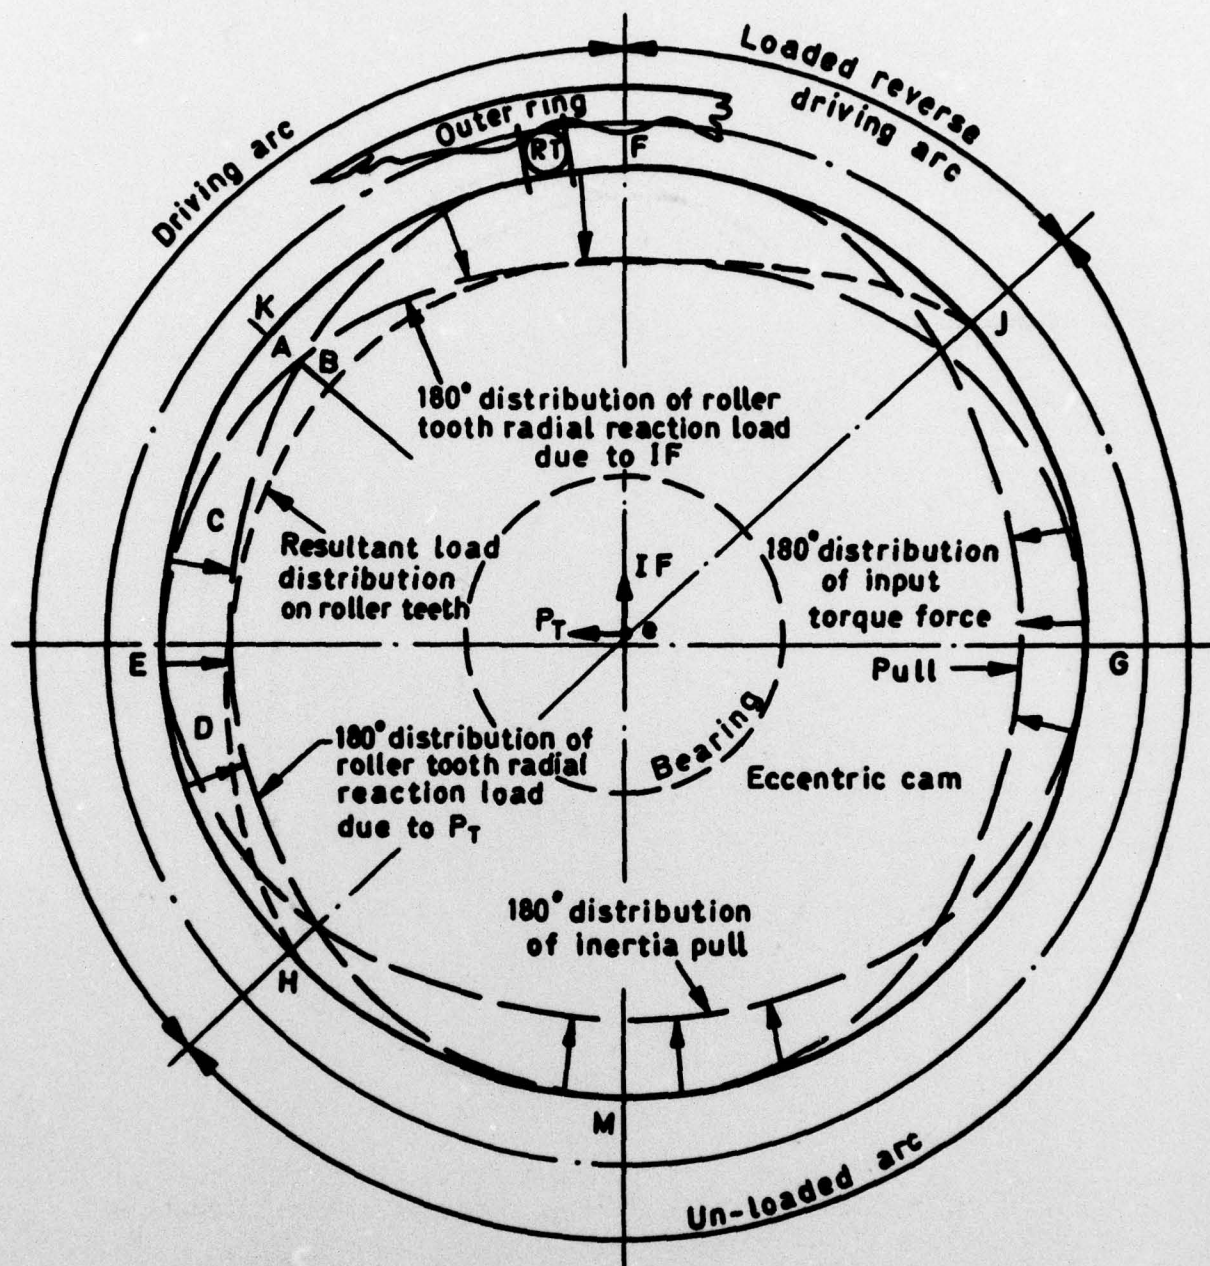 Loaded reverse
driving arc
Driving arc
Outer ring
RT
F
K
A
B
J
180° distribution of roller
tooth radial reaction load
due to IF
C
Resultant load
distribution
on roller teeth
IF
P_T
e
180° distribution
of input
torque force
E
Pull
G
D
180° distribution of
roller tooth radial
reaction load
due to P_T
Bearing
Eccentric cam
180° distribution
of inertia pull
H
M
Un-loaded arc